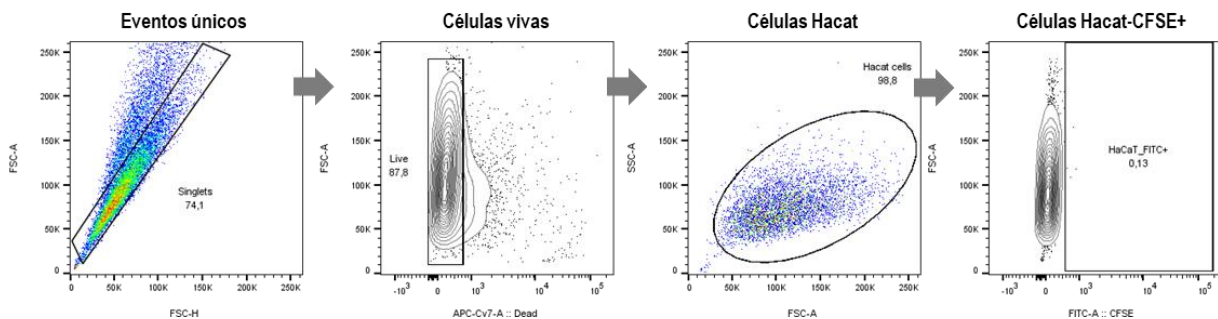 Eventos únicos
Células vivas
Células Hacat
Células Hacat-CFSE+
250K
200K
150K
100K
50K
0
FSC-A
Singlets
74,1
0
50K
100K
150K
200K
250K
FSC-H
250K
200K
150K
100K
50K
0
FSC-A
Live
87,8
-10³
0
10³
10⁴
10⁵
APC-Cy7-A :: Dead
250K
200K
150K
100K
50K
0
SSC-A
Hacat cells
98,8
0
50K
100K
150K
200K
250K
FSC-A
250K
200K
150K
100K
50K
0
FSC-A
HaCaT_FITC+
0,13
-10³
0
10³
10⁴
10⁵
FITC-A :: CFSE